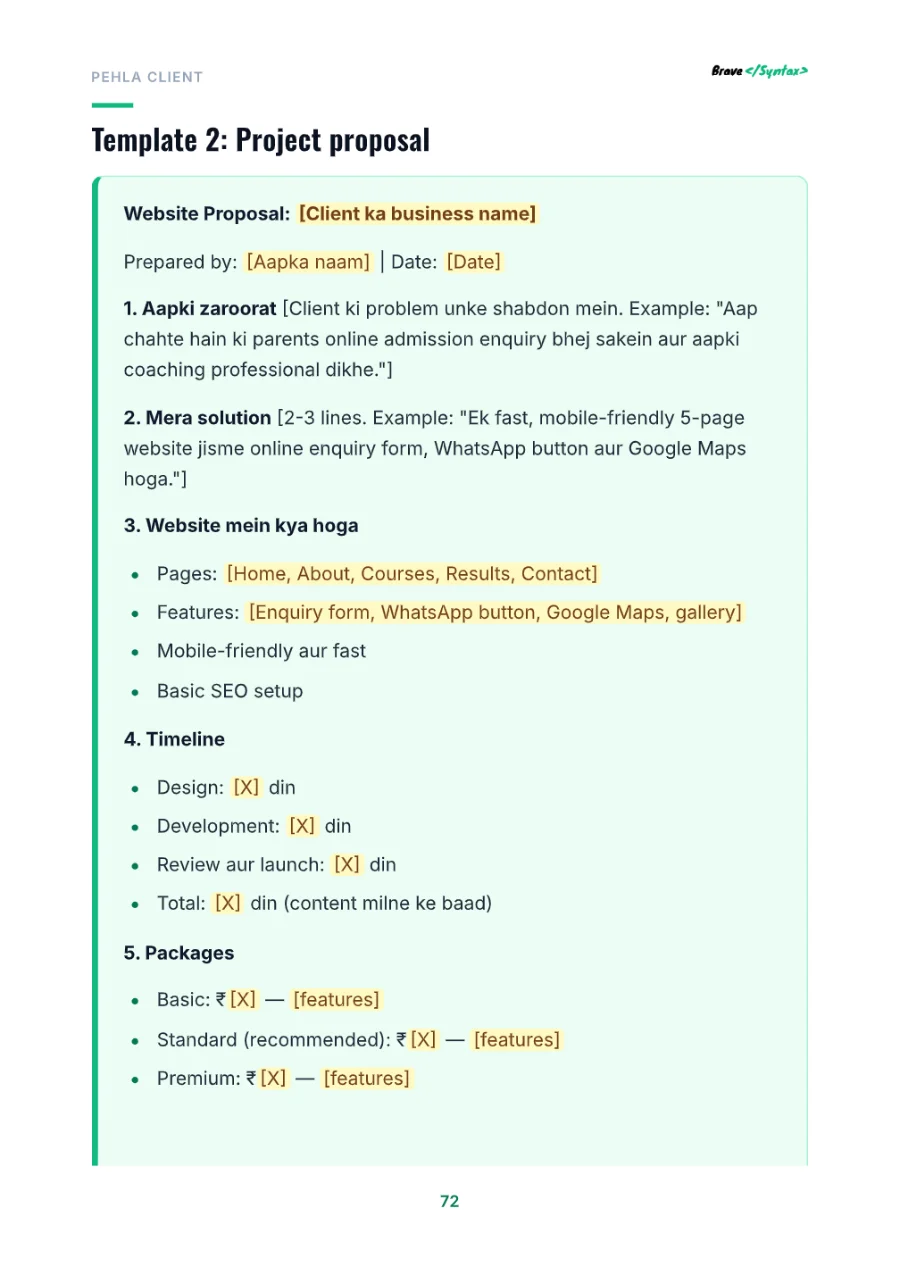 PEHLA CLIENT
Brave </Syntax>
Template 2: Project proposal
Website Proposal: [Client ka business name]
Prepared by: [Aapka naam] | Date: [Date]
1. Aapki zaroorat [Client ki problem unke shabdon mein. Example: "Aap
chahte hain ki parents online admission enquiry bhej sakein aur aapki
coaching professional dikhe."]
2. Mera solution [2-3 lines. Example: "Ek fast, mobile-friendly 5-page
website jisme online enquiry form, WhatsApp button aur Google Maps
hoga."]
3. Website mein kya hoga
• Pages: [Home, About, Courses, Results, Contact]
• Features: [Enquiry form, WhatsApp button, Google Maps, gallery]
• Mobile-friendly aur fast
• Basic SEO setup
4. Timeline
• Design: [X] din
• Development: [X] din
• Review aur launch: [X] din
• Total: [X] din (content milne ke baad)
5. Packages
• Basic: ₹[X] — [features]
• Standard (recommended): ₹[X] — [features]
• Premium: ₹[X] — [features]
72